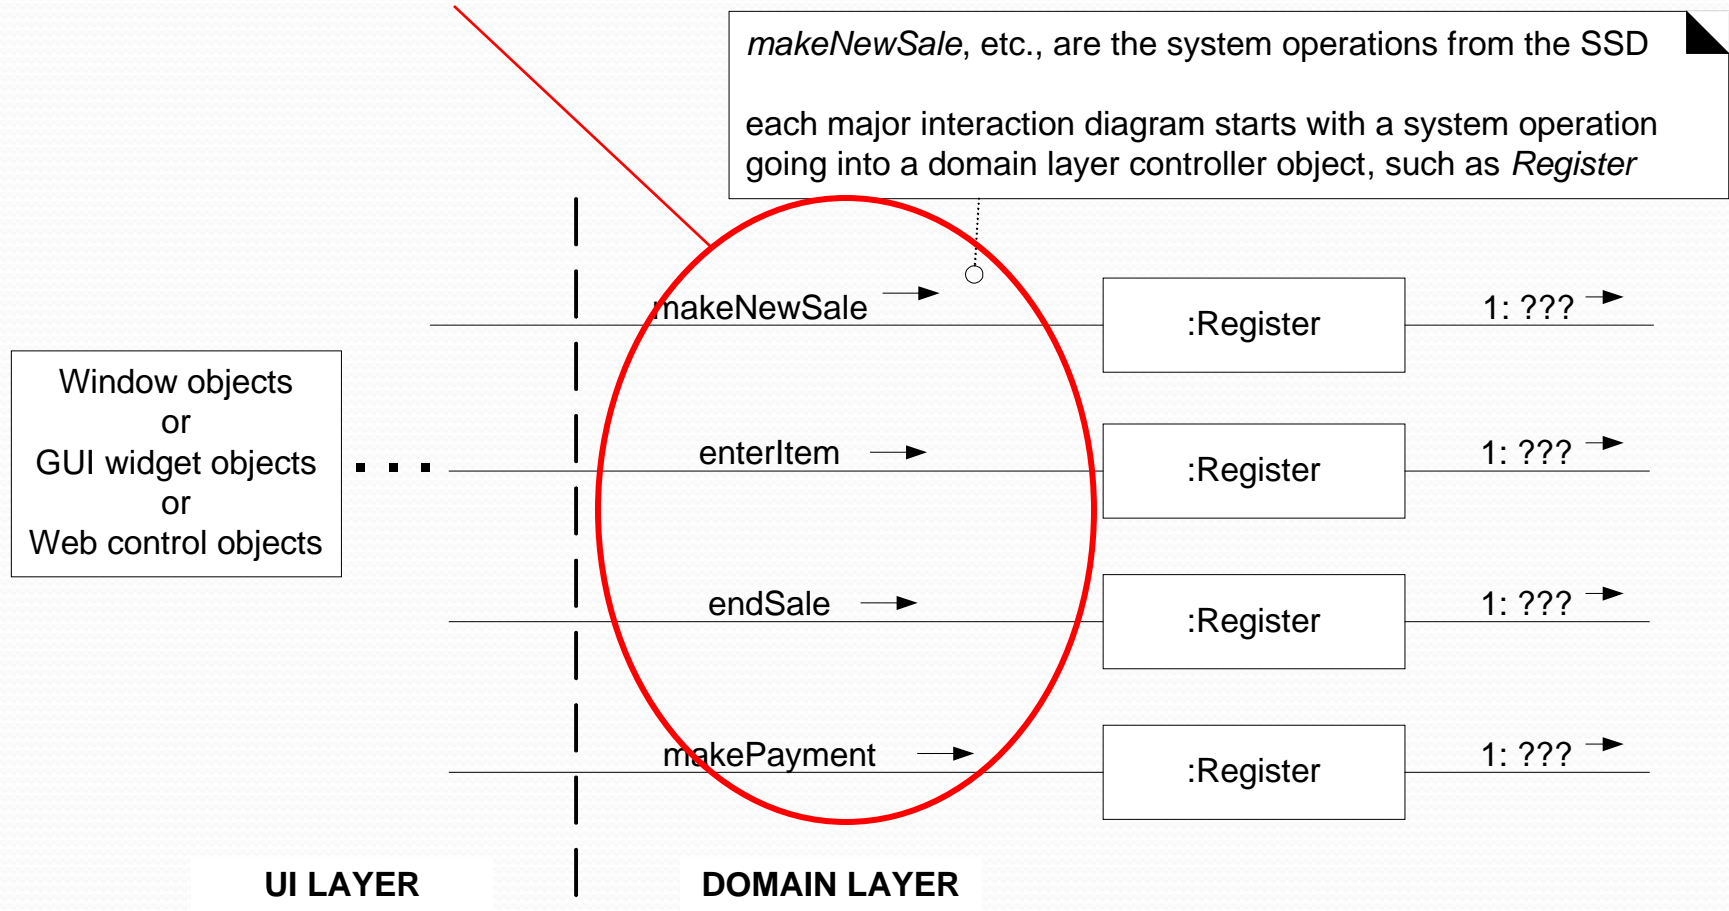 makeNewSale, etc., are the system operations from the SSD
each major interaction diagram starts with a system operation
going into a domain layer controller object, such as Register
makeNewSale
:Register
1: ???
Window objects
or
GUI widget objects
or
Web control objects
enterItem
:Register
1: ???
endSale
:Register
1: ???
makePayment
:Register
1: ???
UI LAYER
DOMAIN LAYER